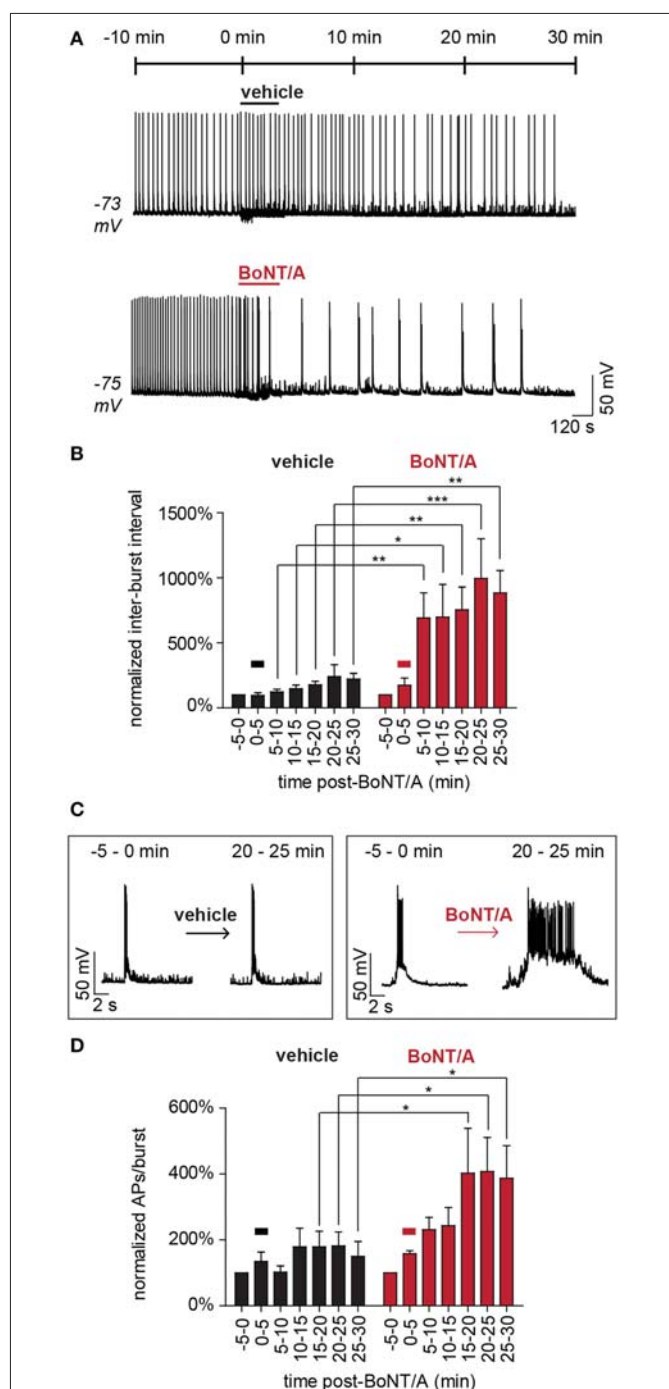 A
-10 min 0 min 10 min 20 min 30 min
vehicle
-73
mV
BoNT/A
-75
mV
50 mV
120 s
B
vehicle BoNT/A
**
***
**
*
**
normalized inter-burst interval
1500%
1000%
500%
0%
-5-0 0-5 5-10 10-15 15-20 20-25 25-30 -5-0 0-5 5-10 10-15 15-20 20-25 25-30
time post-BoNT/A (min)
C
-5 - 0 min 20 - 25 min -5 - 0 min 20 - 25 min
vehicle BoNT/A
50 mV 50 mV
2 s 2 s
D
vehicle BoNT/A
*
*
*
normalized APs/burst
600%
400%
200%
0%
-5-0 0-5 5-10 10-15 15-20 20-25 25-30 -5-0 0-5 5-10 10-15 15-20 20-25 25-30
time post-BoNT/A (min)